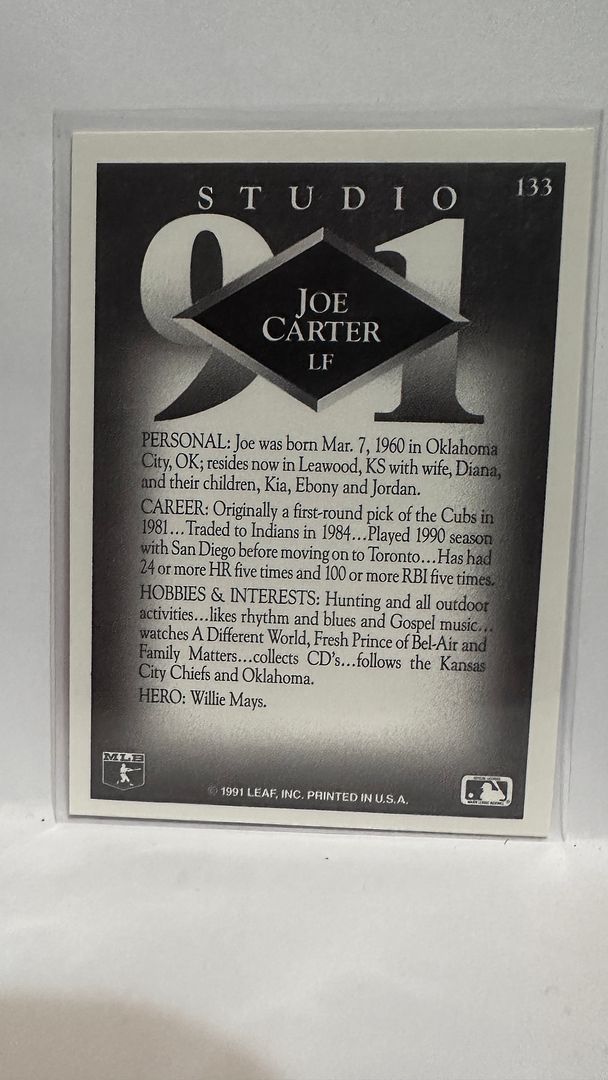 STUDIO
133
91
JOE
CARTER
LF
PERSONAL: Joe was born Mar. 7, 1960 in Oklahoma
City, OK; resides now in Leawood, KS with wife, Diana,
and their children, Kia, Ebony and Jordan.
CAREER: Originally a first-round pick of the Cubs in
1981...Traded to Indians in 1984...Played 1990 season
with San Diego before moving on to Toronto...Has had
24 or more HR five times and 100 or more RBI five times.
HOBBIES & INTERESTS: Hunting and all outdoor
activities...likes rhythm and blues and Gospel music...
watches A Different World, Fresh Prince of Bel-Air and
Family Matters...collects CD's...follows the Kansas
City Chiefs and Oklahoma.
HERO: Willie Mays.
MLB
© 1991 LEAF, INC. PRINTED IN U.S.A.